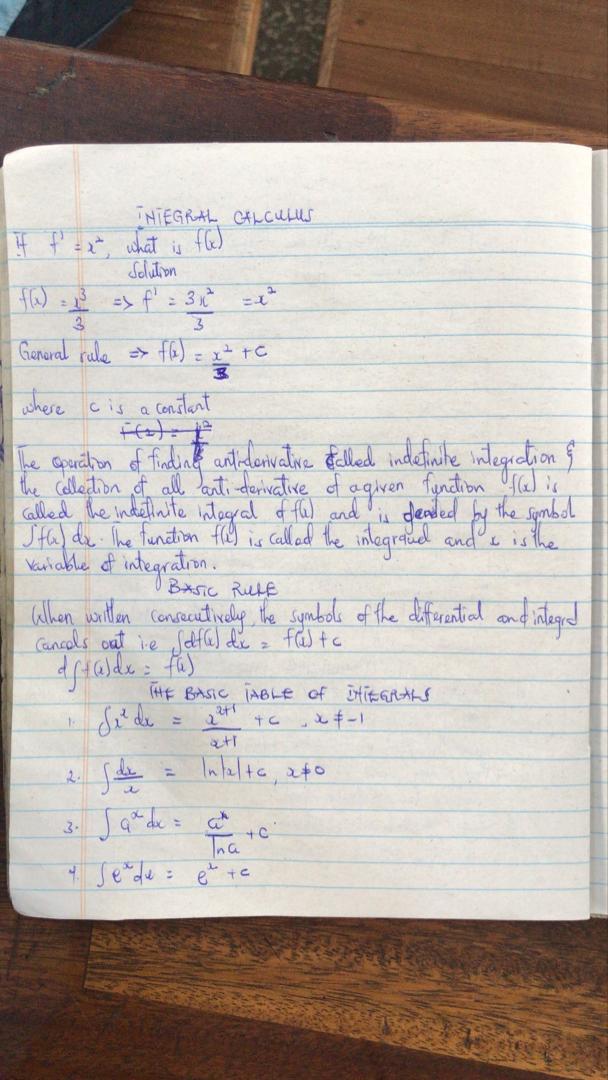 INTEGRAL CALCULUS
If f' = x², what is f(x)
Solution
f(x) = x³/3 => f' = 3x²/3 = x²
General rule => f(x) = x²/3 + C
where c is a constant
The operation of finding anti-derivative called indefinite integration &
the collection of all anti-derivative of a given function f(x) is
called the indefinite integral of f(x) and is by the symbol
∫f(x) dx. The function f(x) is called the and x is the
variable of integration.
BASIC RULE
When written consecutively, the symbols of the differential and integral
cancels out i.e ∫df(x) dx = f(x) + c
d∫f(x)dx = f(x)
THE BASIC TABLE OF INTEGRALS
1. ∫x^x dx = x^(x+1)/(x+1) + c, x ≠ -1
2. ∫dx/x = ln|x| + c, x ≠ 0
3. ∫a^x dx = a^x/ln a + c
4. ∫e^x dx = e^x + c